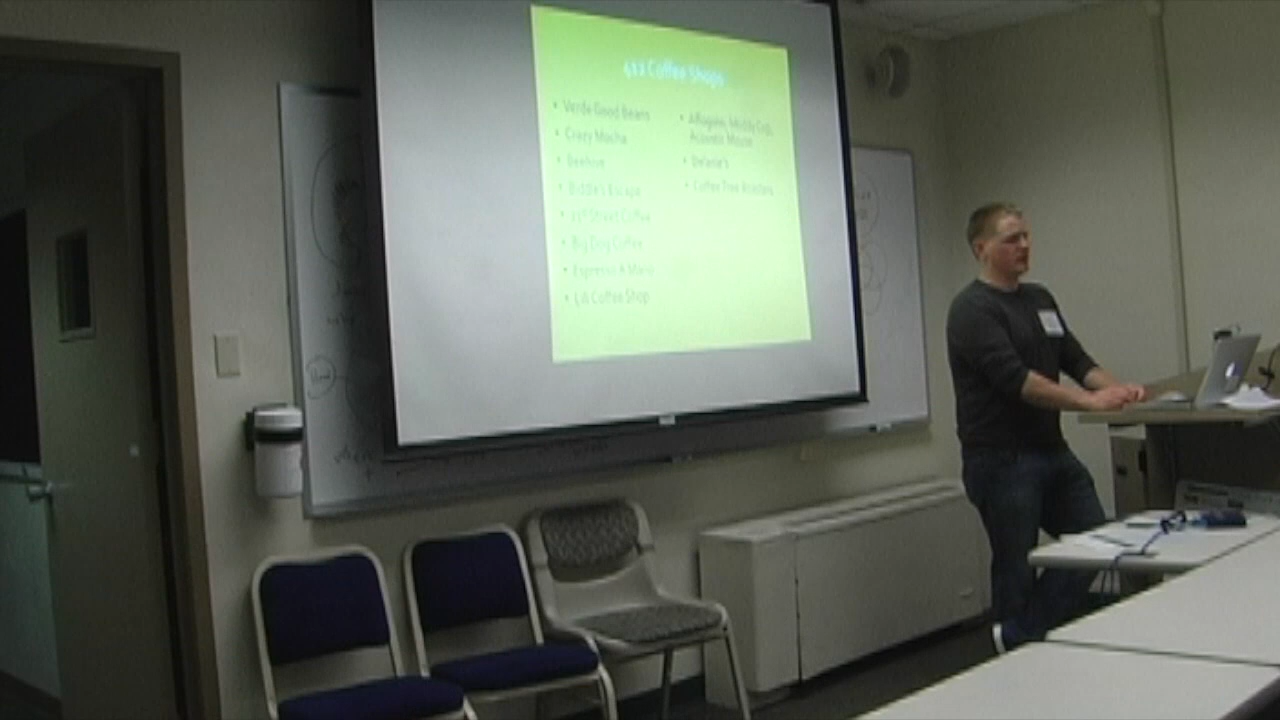 412 Coffee Shops
• Verde Good Beans
• Crazy Mocha
• Beehive
• Biddle's Escape
• 21st Street Coffee
• Big Dog Coffee
• Espresso A Mano
• LA Coffee Shop
• Affogato, Muddy Cup,
Acoustic Mouse
• Delanie's
• Coffee Tree Roasters